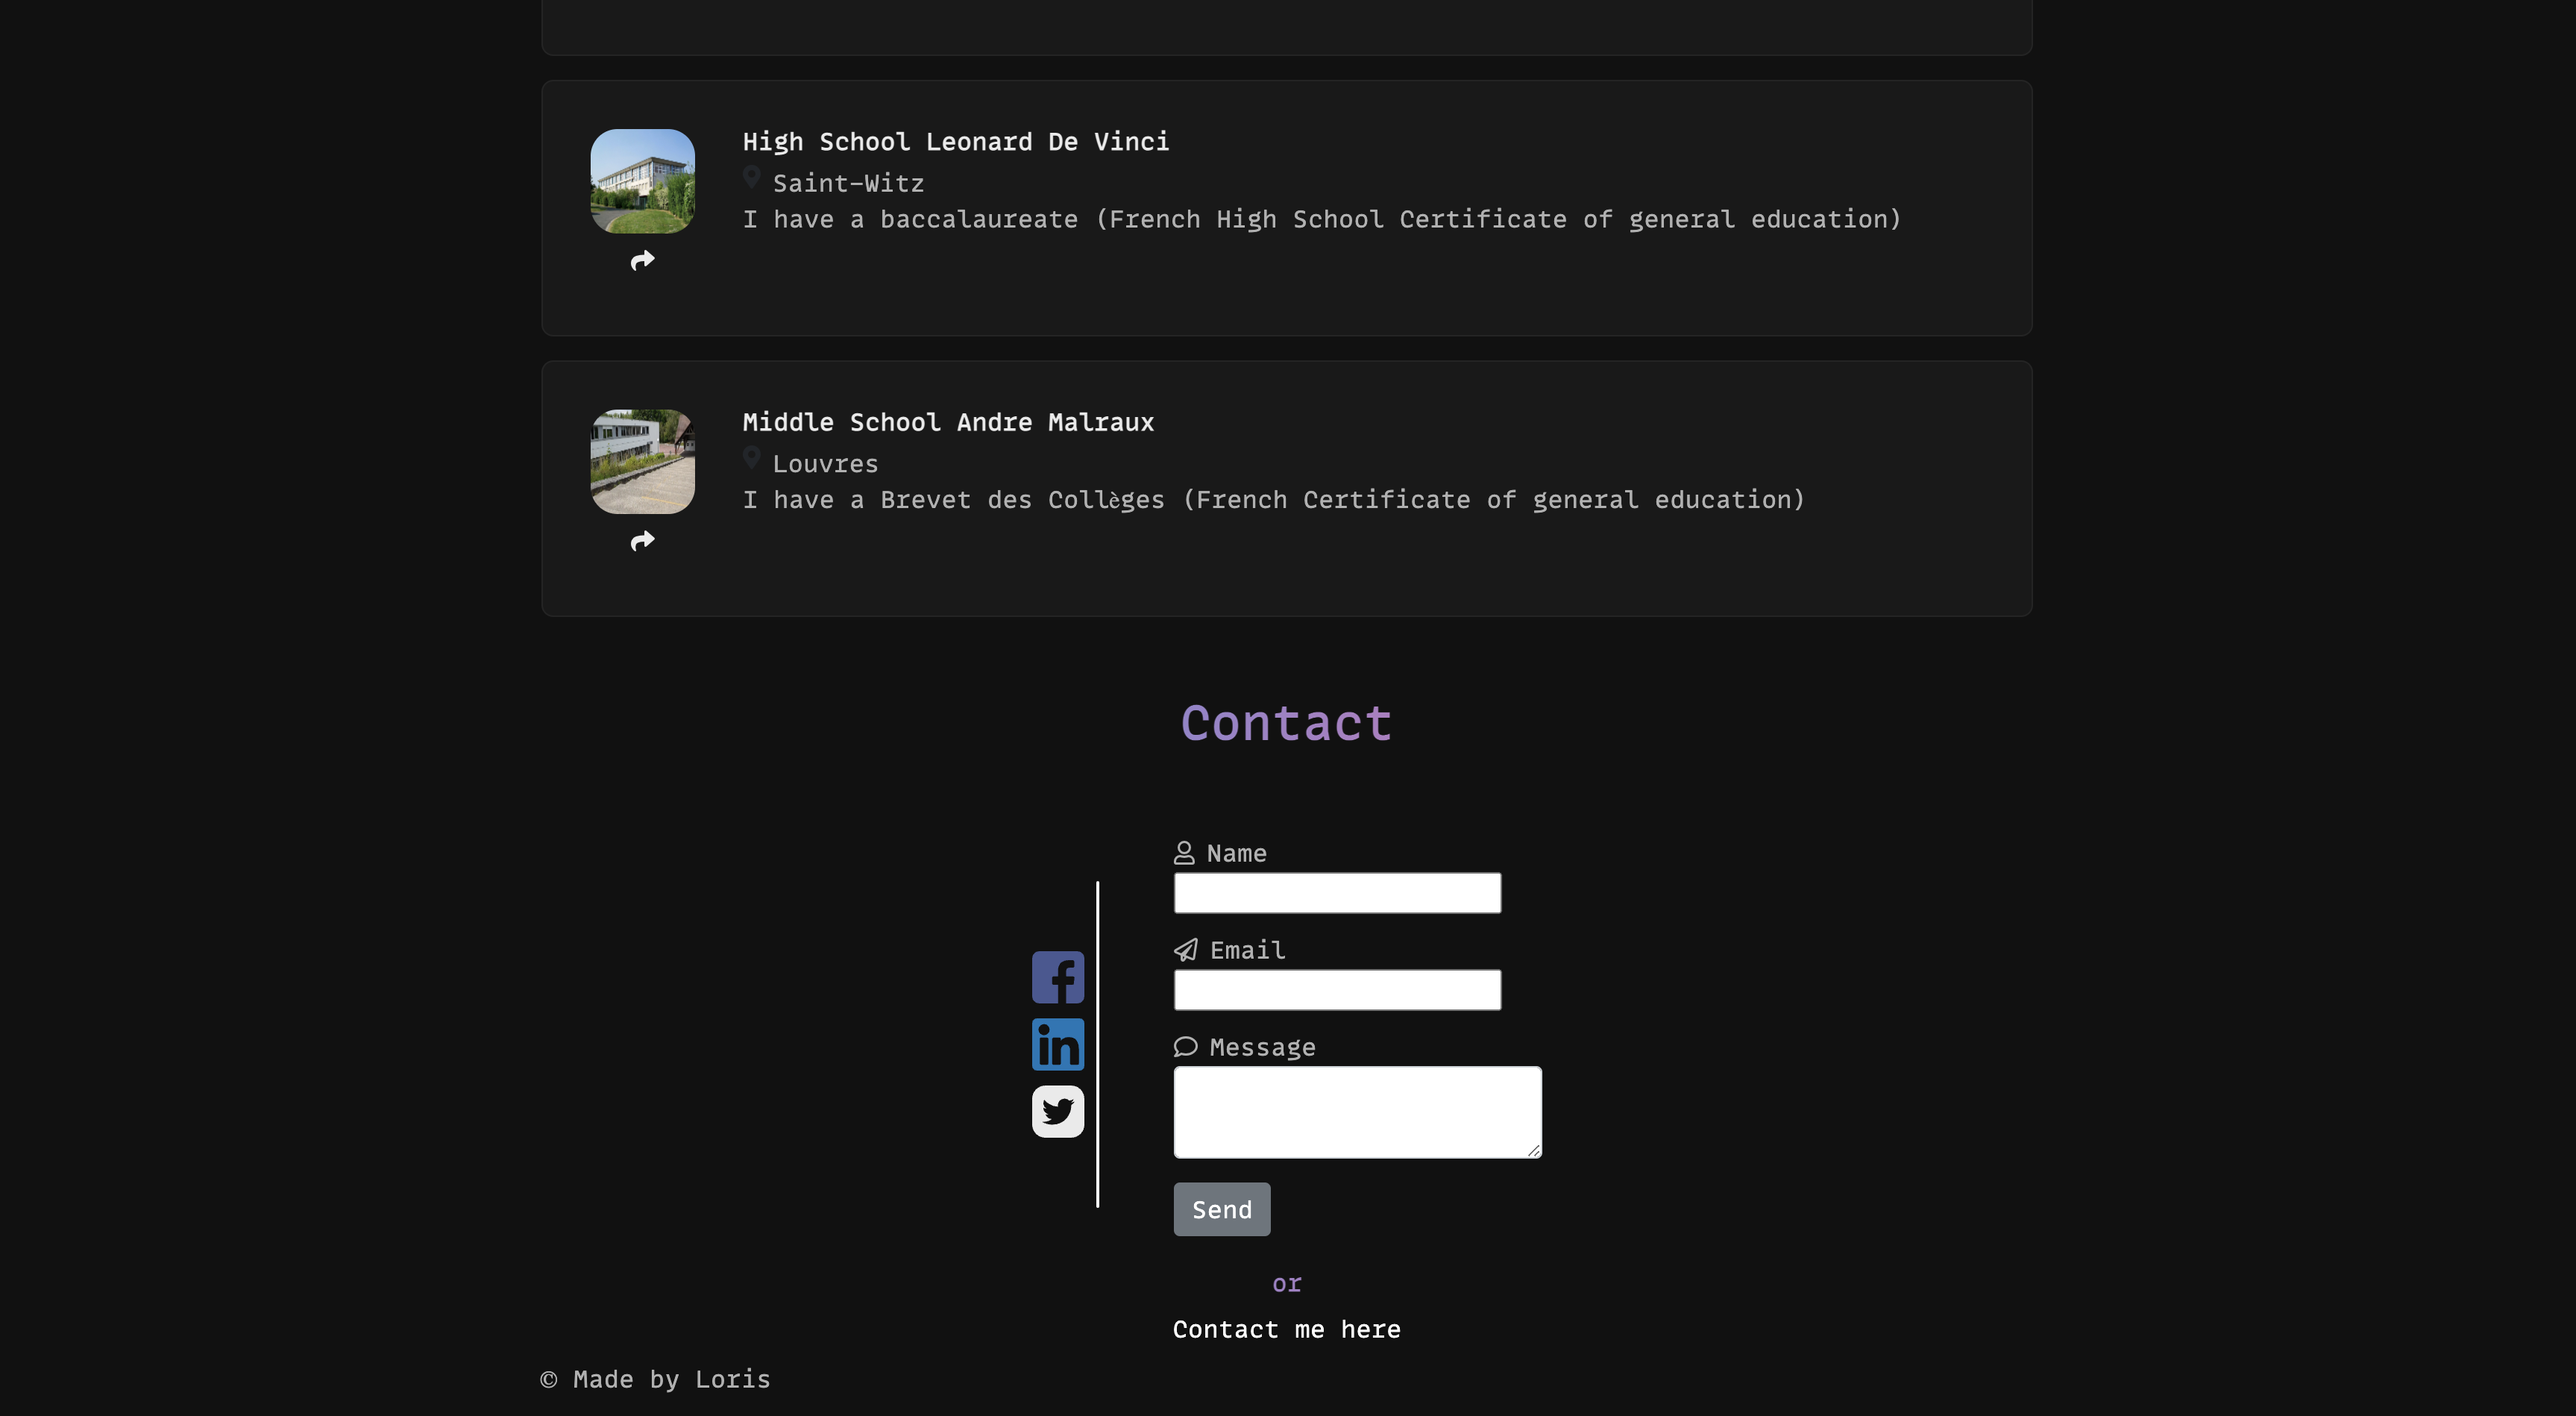 High School Leonard De Vinci
Saint-Witz
I have a baccalaureate (French High School Certificate of general education)
Middle School Andre Malraux
Louvres
I have a Brevet des Collèges (French Certificate of general education)
Contact
Name
Email
in
Message
Send
or
Contact me here
© Made by Loris